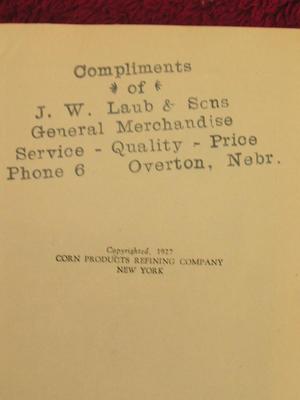 Compliments
* of *
J. W. Laub & Sons
General Merchandise
Service - Quality - Price
Phone 6 Overton, Nebr.
Copyrighted, 1927
CORN PRODUCTS REFINING COMPANY
NEW YORK